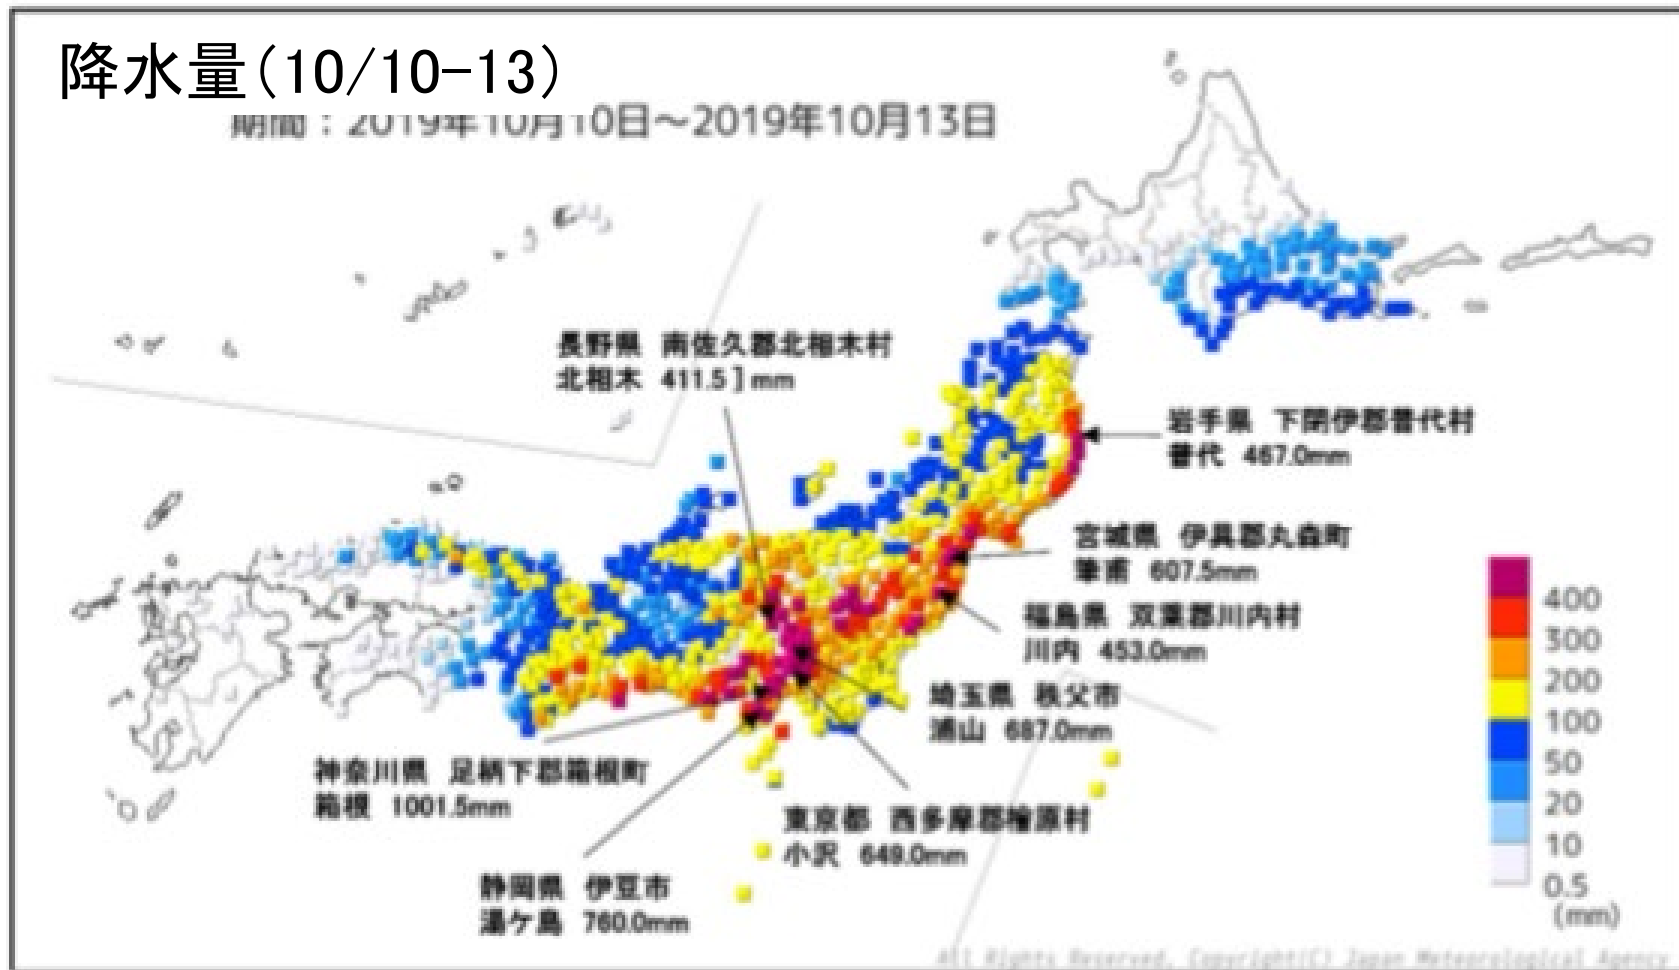 降水量(10/10-13)
期間：2019年10月10日～2019年10月13日
長野県 南佐久郡北相木村
北相木 411.5］mm
岩手県 下閉伊郡普代村
普代 467.0mm
宮城県 伊具郡丸森町
筆甫 607.5mm
福島県 双葉郡川内村
川内 453.0mm
埼玉県 秩父市
浦山 687.0mm
神奈川県 足柄下郡箱根町
箱根 1001.5mm
東京都 西多摩郡檜原村
小沢 649.0mm
静岡県 伊豆市
湯ケ島 760.0mm
400
300
200
100
50
20
10
0.5
(mm)
All Rights Reserved, Copyright(C) Japan Meteorological Agency